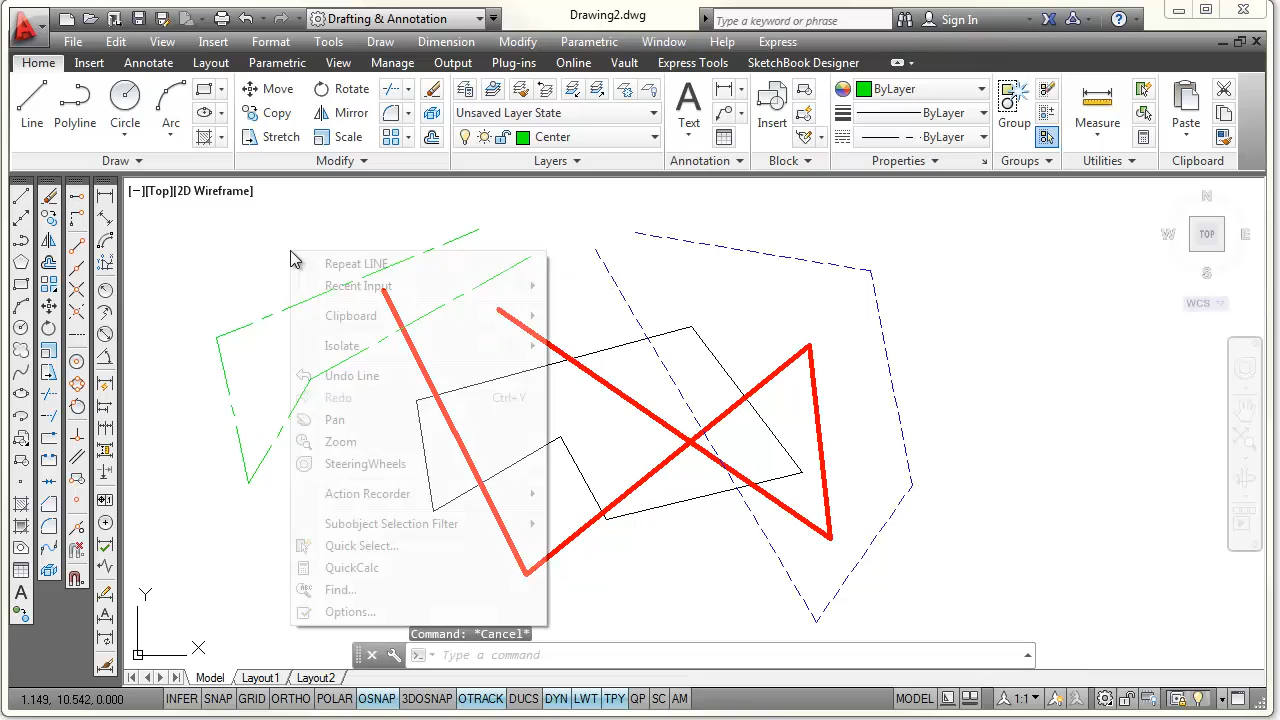 Drafting & Annotation
Drawing2.dwg
Type a keyword or phrase
Sign In
File Edit View Insert Format Tools Draw Dimension Modify Parametric Window Help Express
Home Insert Annotate Layout Parametric View Manage Output Plug-ins Online Vault Express Tools SketchBook Designer
Line
Polyline
Circle
Arc
Move
Rotate
Copy
Mirror
Stretch
Scale
Unsaved Layer State
Center
Text
Insert
ByLayer
ByLayer
ByLayer
Group
Measure
Paste
Draw Modify Layers Annotation Block Properties Groups Utilities Clipboard
[−][Top][2D Wireframe]
N
W TOP E
S
WCS
Repeat LINE
Recent Input
Clipboard
Isolate
Undo Line
Redo Ctrl+Y
Pan
Zoom
SteeringWheels
Action Recorder
Subobject Selection Filter
Quick Select...
QuickCalc
Find...
Options...
Y
X
Command: *Cancel*
Type a command
Model Layout1 Layout2
1.149, 10.542, 0.000 INFER SNAP GRID ORTHO POLAR OSNAP 3DOSNAP OTRACK DUCS DYN LWT TPY QP SC AM MODEL 1:1